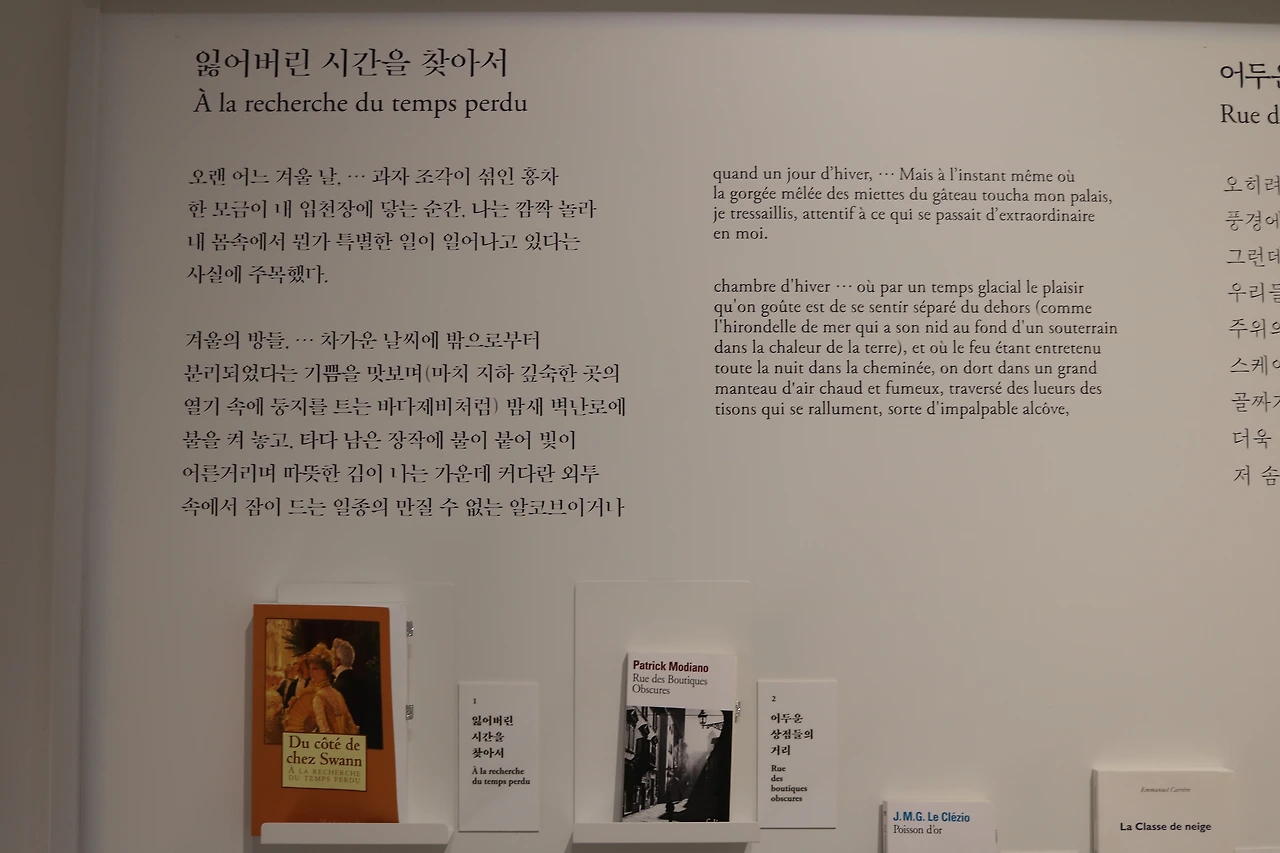 잃어버린 시간을 찾아서
À la recherche du temps perdu
오랜 어느 겨울 날, ⋯ 과자 조각이 섞인 홍차
한 모금이 내 입천장에 닿는 순간, 나는 깜짝 놀라
내 몸속에서 뭔가 특별한 일이 일어나고 있다는
사실에 주목했다.
겨울의 방들, ⋯ 차가운 날씨에 밖으로부터
분리되었다는 기쁨을 맛보며(마치 지하 깊숙한 곳의
열기 속에 둥지를 트는 바다제비처럼) 밤새 벽난로에
불을 켜 놓고, 타다 남은 장작에 불이 붙어 빛이
어른거리며 따뜻한 김이 나는 가운데 커다란 외투
속에서 잠이 드는 일종의 만질 수 없는 알코브이거나
quand un jour d’hiver, ⋯ Mais à l’instant même où
la gorgée mêlée des miettes du gâteau toucha mon palais,
je tressaillis, attentif à ce qui se passait d’extraordinaire
en moi.
chambre d'hiver ⋯ où par un temps glacial le plaisir
qu'on goûte est de se sentir séparé du dehors (comme
l'hirondelle de mer qui a son nid au fond d'un souterrain
dans la chaleur de la terre), et où le feu étant entretenu
toute la nuit dans la cheminée, on dort dans un grand
manteau d'air chaud et fumeux, traversé des lueurs des
tisons qui se rallument, sorte d'impalpable alcôve,
어두운
Rue d
오히려
풍경에
그런데
우리들
주위의
스케이
골짜기
더욱
저 솜
Du côté de
chez Swann
À LA RECHERCHE
DU TEMPS PERDU
1
잃어버린
시간을
찾아서
À la recherche
du temps perdu
Patrick Modiano
Rue des Boutiques
Obscures
2
어두운
상점들의
거리
Rue
des
boutiques
obscures
J.M.G. Le Clézio
Poisson d'or
Emmanuel Carrère
La Classe de neige